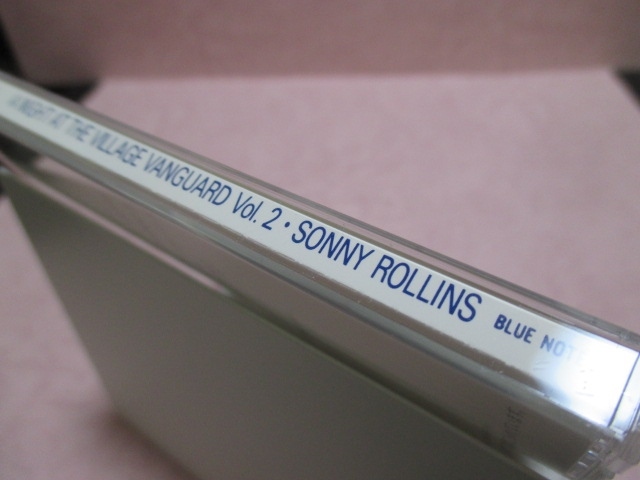 A NIGHT AT THE VILLAGE VANGUARD Vol. 2 · SONNY ROLLINS BLUE NOT